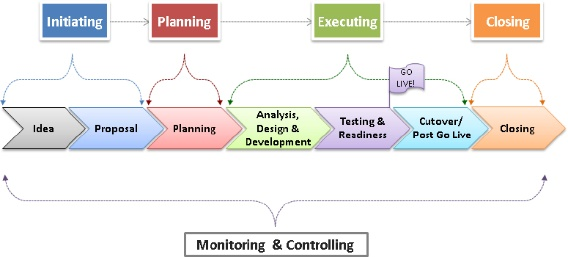 Initiating
Planning
Executing
Closing
GO
LIVE!
Idea
Proposal
Planning
Analysis,
Design &
Development
Testing &
Readiness
Cutover/
Post Go Live
Closing
Monitoring & Controlling